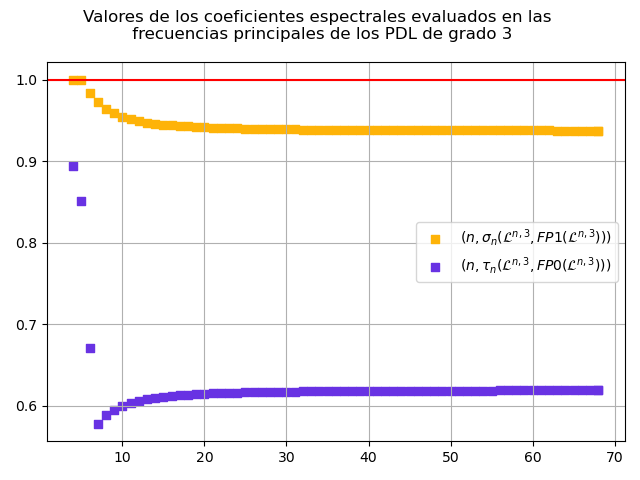 Valores de los coeficientes espectrales evaluados en las
frecuencias principales de los PDL de grado 3
1.0
0.9
0.8
0.7
0.6
(n, σₙ(ℒⁿ˒³, FP1(ℒⁿ˒³)))
(n, τₙ(ℒⁿ˒³, FP0(ℒⁿ˒³)))
10 20 30 40 50 60 70